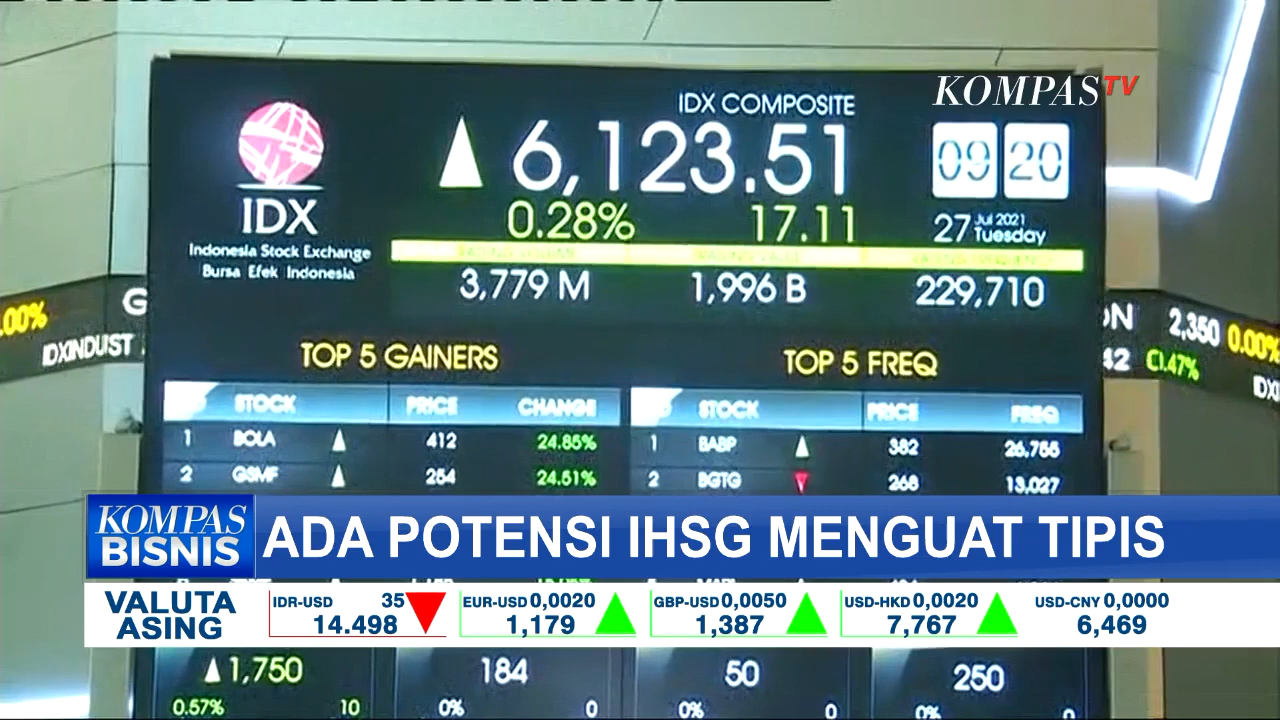 KOMPASTV
IDX COMPOSITE
6,123.51
0.28% 17.11
09 20
27 Jul 2021
Tuesday
IDX
Indonesia Stock Exchange
Bursa Efek Indonesia
3,779 M 1,996 B 229,710
.00% G
IDXINDUST
2,350 0.00%
42 1.47%
TOP 5 GAINERS
STOCK PRICE CHANGE
1 BOLA 412 24.85%
2 GSMF 254 24.51%
TOP 5 FREQ
STOCK PRICE FREQ
1 BABP 382 26,755
2 BGTG 268 13,027
KOMPAS
BISNIS
ADA POTENSI IHSG MENGUAT TIPIS
VALUTA
ASING
IDR-USD 35
14.498
EUR-USD 0,0020
1,179
GBP-USD 0,0050
1,387
USD-HKD 0,0020
7,767
USD-CNY 0,0000
6,469
1,750 184 50 250
0.57% 10 0% 0 0% 0 0%